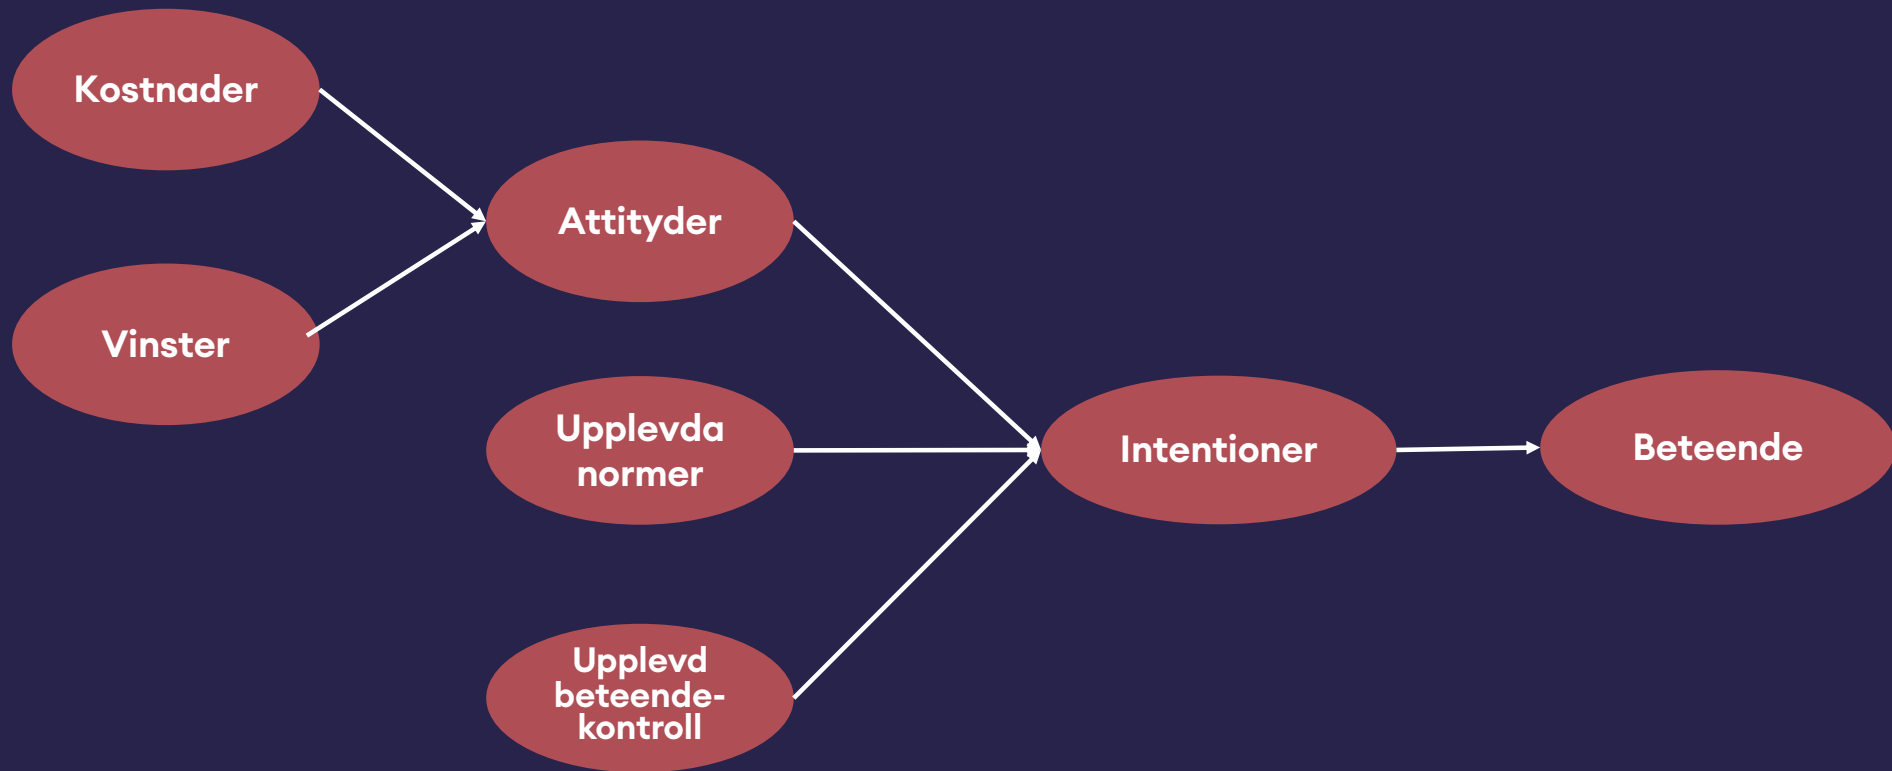 Kostnader
Attityder
Vinster
Upplevda
normer
Intentioner
Beteende
Upplevd
beteende-
kontroll